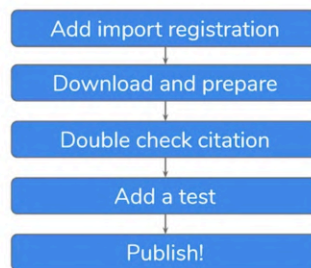 Add import registration
Download and prepare
Double check citation
Add a test
Publish!